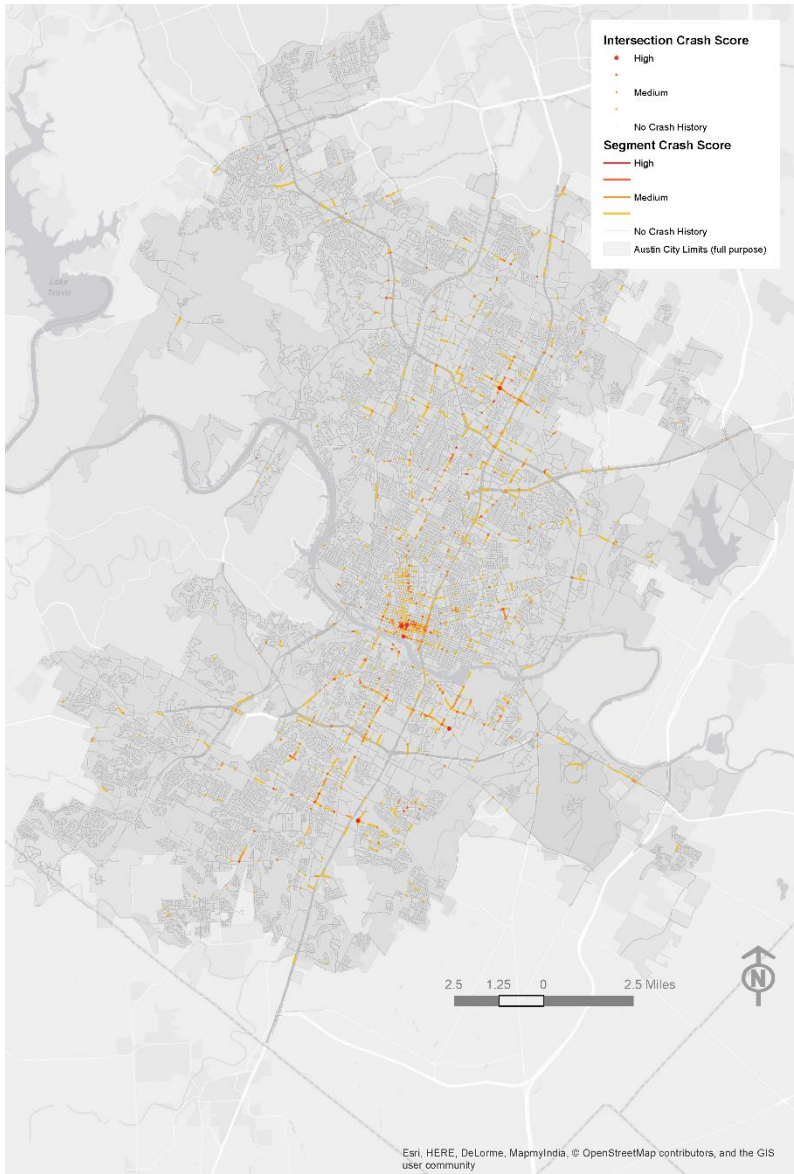 Intersection Crash Score
High
Medium
No Crash History
Segment Crash Score
High
Medium
No Crash History
Austin City Limits (full purpose)
Lake
Travis
2.5 1.25 0 2.5 Miles
N
Esri, HERE, DeLorme, MapmyIndia, © OpenStreetMap contributors, and the GIS
user community